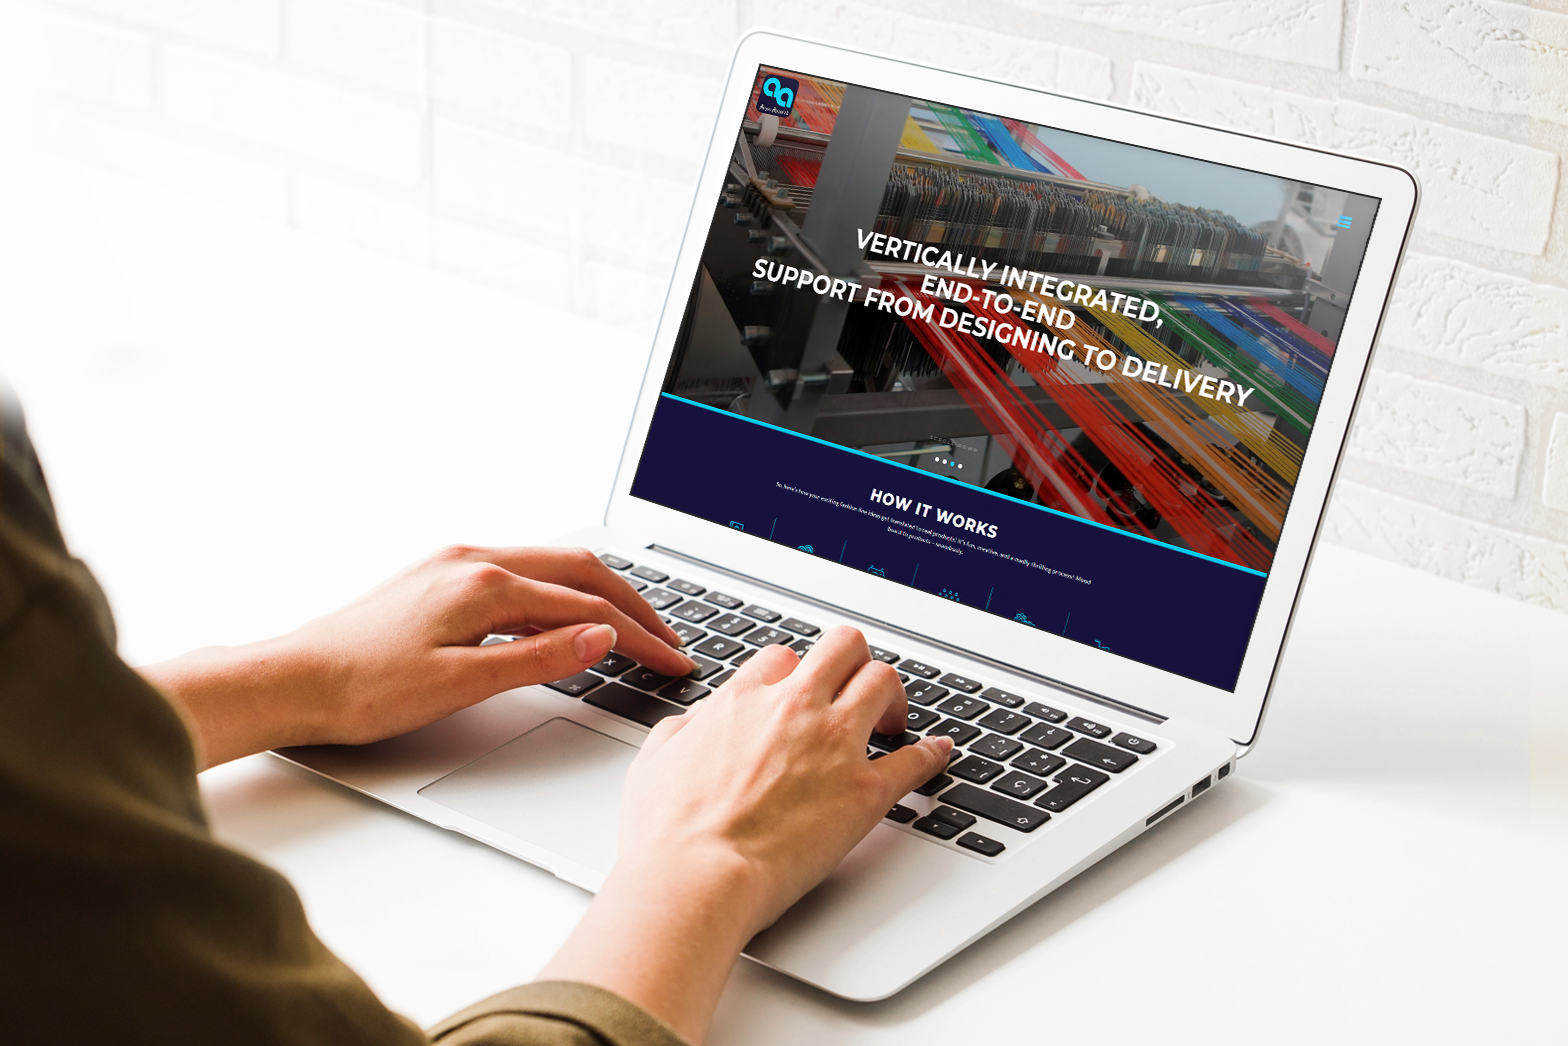 VERTICALLY INTEGRATED,
END-TO-END
SUPPORT FROM DESIGNING TO DELIVERY
HOW IT WORKS
So, here's how your exciting fashion line ideas get translated to real products! It's fun, creative, and a really thrilling process! Mood
board to products - seamlessly.